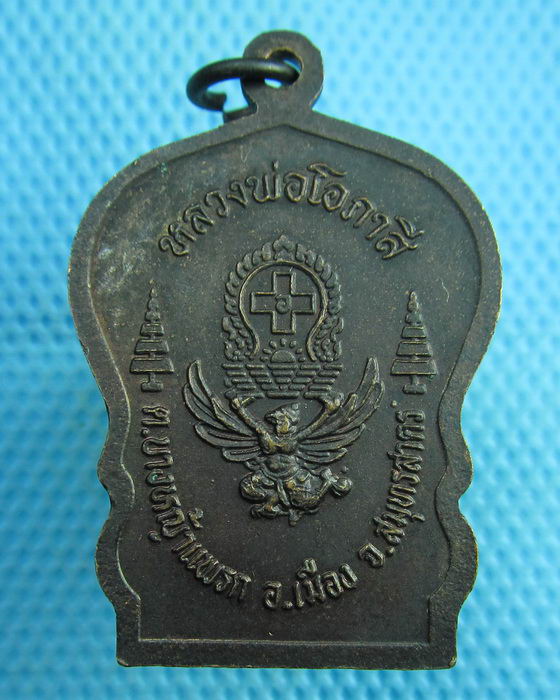 หลวงพ่อโอภาสี
ต.บางหญ้าแพรก อ.เมือง จ.สมุทรสาคร